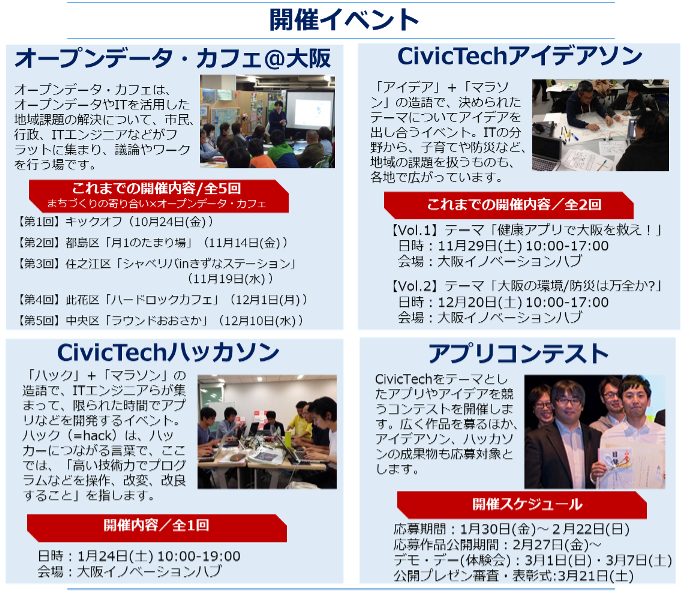 開催イベント
オープンデータ・カフェ@大阪
オープンデータ・カフェは、
オープンデータやITを活用した
地域課題の解決について、市民、
行政、ITエンジニアなどがフ
ラットに集まり、議論やワーク
を行う場です。
これまでの開催内容/全5回
まちづくりの寄り合い×オープンデータ・カフェ
【第1回】キックオフ（10月24日(金)）
【第2回】都島区「月1のたまり場」（11月14日(金)）
【第3回】住之江区「シャベリバinきずなステーション」
（11月19日(水)）
【第4回】此花区「ハードロックカフェ」（12月1日(月)）
【第5回】中央区「ラウンドおおさか」（12月10日(水)）
CivicTechアイデアソン
「アイデア」+「マラソ
ン」の造語で、決められた
テーマについてアイデアを
出し合うイベント。ITの分
野から、子育てや防災など、
地域の課題を扱うものも、
各地で広がっています。
これまでの開催内容／全2回
【Vol.1】テーマ「健康アプリで大阪を救え！」
日時：11月29日(土) 10:00-17:00
会場：大阪イノベーションハブ
【Vol.2】テーマ「大阪の環境/防災は万全か?」
日時：12月20日(土) 10:00-17:00
会場：大阪イノベーションハブ
CivicTechハッカソン
「ハック」+「マラソン」の
造語で、ITエンジニアらが集
まって、限られた時間でアプ
リなどを開発するイベント。
ハック（=hack）は、ハッ
カーにつながる言葉で、ここ
では、「高い技術力でプログ
ラムなどを操作、改変、改良
すること」を指します。
開催内容／全1回
日時：1月24日(土) 10:00-19:00
会場：大阪イノベーションハブ
アプリコンテスト
CivicTechをテーマとし
たアプリやアイデアを競
うコンテストを開催しま
す。広く作品を募るほか、
アイデアソン、ハッカソ
ンの成果物も応募対象と
します。
開催スケジュール
応募期間：1月30日(金)～２月22日(日)
応募作品公開期間：2月27日(金)～
デモ・デー(体験会)：3月1日(日)・3月7日(土)
公開プレゼン審査・表彰式:3月21日(土)